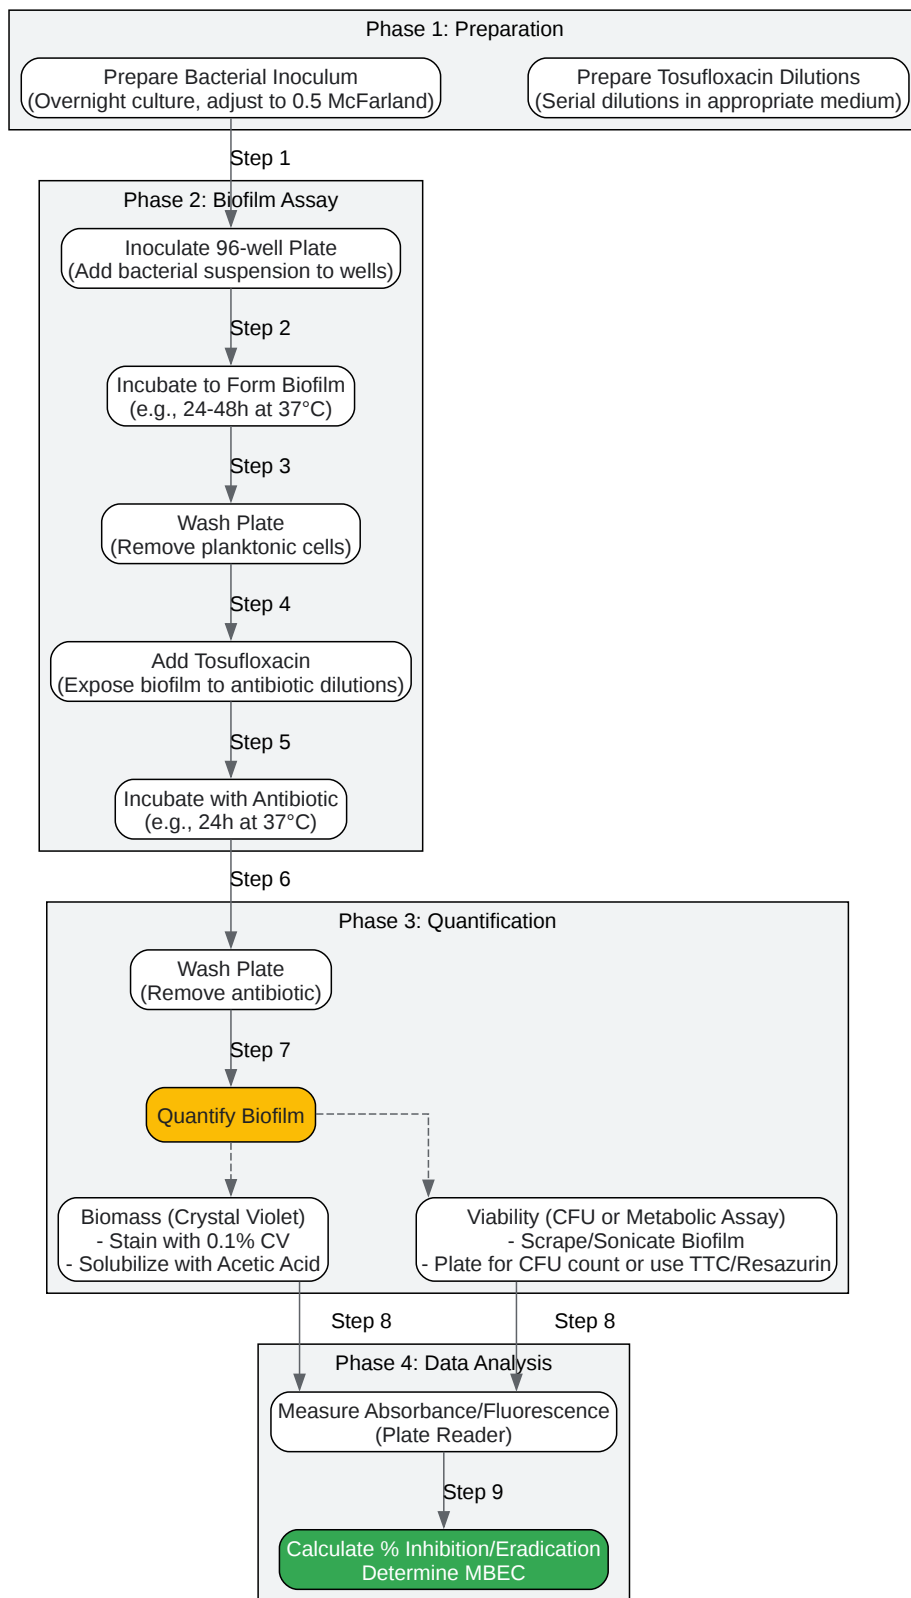 Phase 1: Preparation
Prepare Bacterial Inoculum
(Overnight culture, adjust to 0.5 McFarland)
Prepare Tosufloxacin Dilutions
(Serial dilutions in appropriate medium)
Step 1
Phase 2: Biofilm Assay
Inoculate 96-well Plate
(Add bacterial suspension to wells)
Step 2
Incubate to Form Biofilm
(e.g., 24-48h at 37°C)
Step 3
Wash Plate
(Remove planktonic cells)
Step 4
Add Tosufloxacin
(Expose biofilm to antibiotic dilutions)
Step 5
Incubate with Antibiotic
(e.g., 24h at 37°C)
Step 6
Phase 3: Quantification
Wash Plate
(Remove antibiotic)
Step 7
Quantify Biofilm
Biomass (Crystal Violet)
- Stain with 0.1% CV
- Solubilize with Acetic Acid
Viability (CFU or Metabolic Assay)
- Scrape/Sonicate Biofilm
- Plate for CFU count or use TTC/Resazurin
Step 8
Step 8
Phase 4: Data Analysis
Measure Absorbance/Fluorescence
(Plate Reader)
Step 9
Calculate % Inhibition/Eradication
Determine MBEC